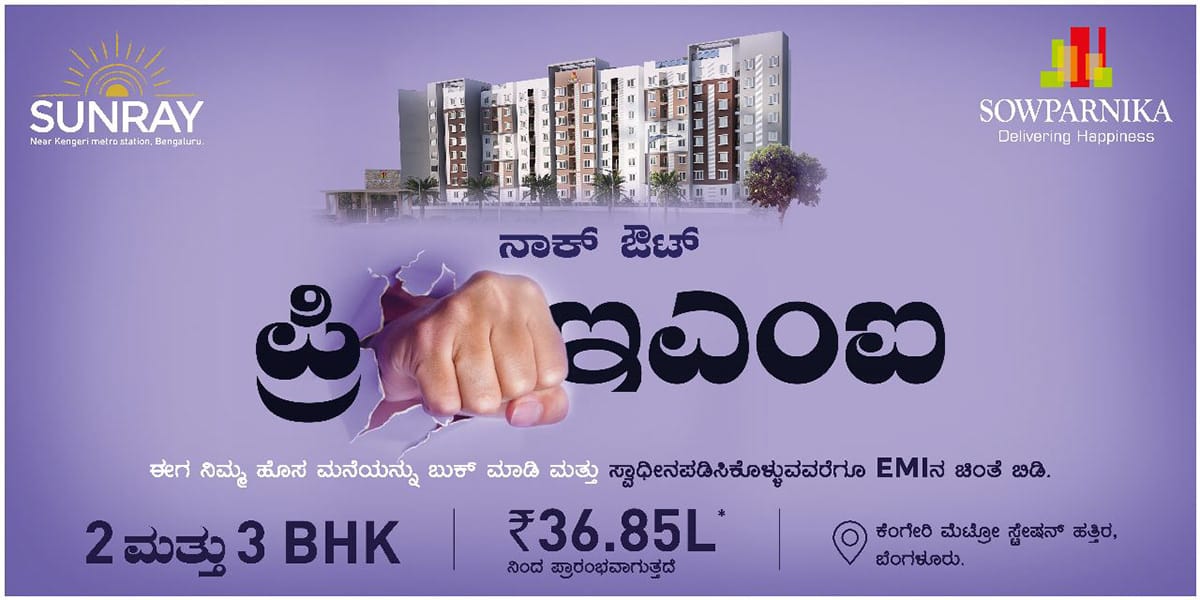 SUNRAY
Near Kengeri metro station, Bengaluru.
SOWPARNIKA
Delivering Happiness
ನಾಕ್ ಔಟ್
ಪ್ರಿ ಇಎಂಐ
ಈಗ ನಿಮ್ಮ ಹೊಸ ಮನೆಯನ್ನು ಬುಕ್ ಮಾಡಿ ಮತ್ತು ಸ್ವಾಧೀನಪಡಿಸಿಕೊಳ್ಳುವವರೆಗೂ EMIನ ಚಿಂತೆ ಬಿಡಿ.
2 ಮತ್ತು 3 BHK
₹36.85L*
ನಿಂದ ಪ್ರಾರಂಭವಾಗುತ್ತದೆ
ಕೆಂಗೇರಿ ಮೆಟ್ರೋ ಸ್ಟೇಷನ್ ಹತ್ತಿರ,
ಬೆಂಗಳೂರು.